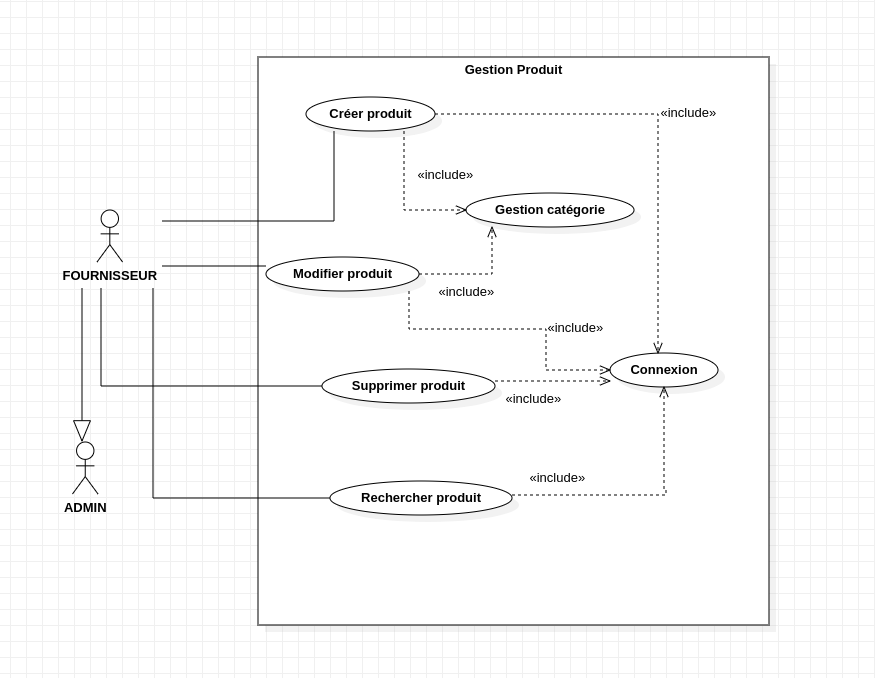 Gestion Produit
Créer produit
«include»
«include»
Gestion catégorie
FOURNISSEUR
Modifier produit
«include»
«include»
Connexion
Supprimer produit
«include»
«include»
Rechercher produit
ADMIN